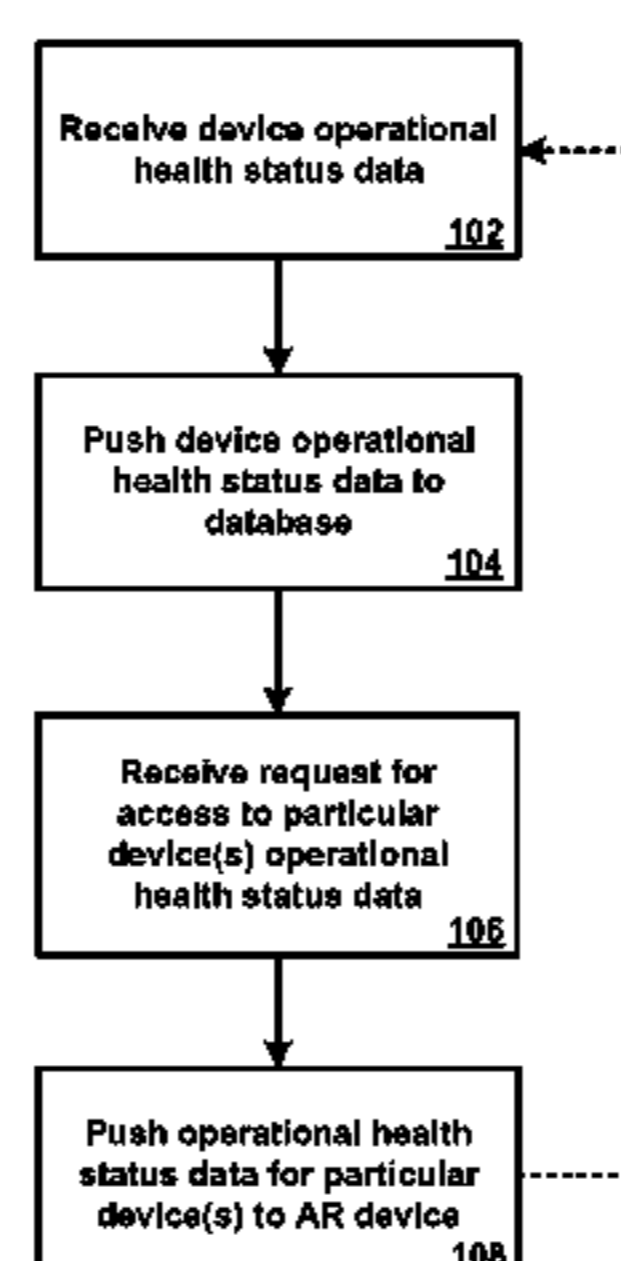 Receive device operational
health status data
102
Push device operational
health status data to
database
104
Receive request for
access to particular
device(s) operational
health status data
106
Push operational health
status data for particular
device(s) to AR device
108